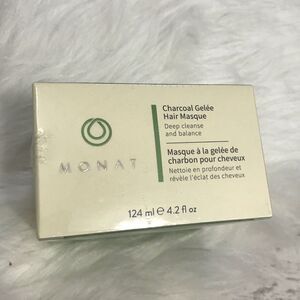 MONAT
Charcoal Gelée
Hair Masque
Deep cleanse
and balance
Masque à la gelée de
charbon pour cheveux
Nettoie en profondeur et
révèle l'éclat des cheveux
124 ml ℮ 4.2 fl oz